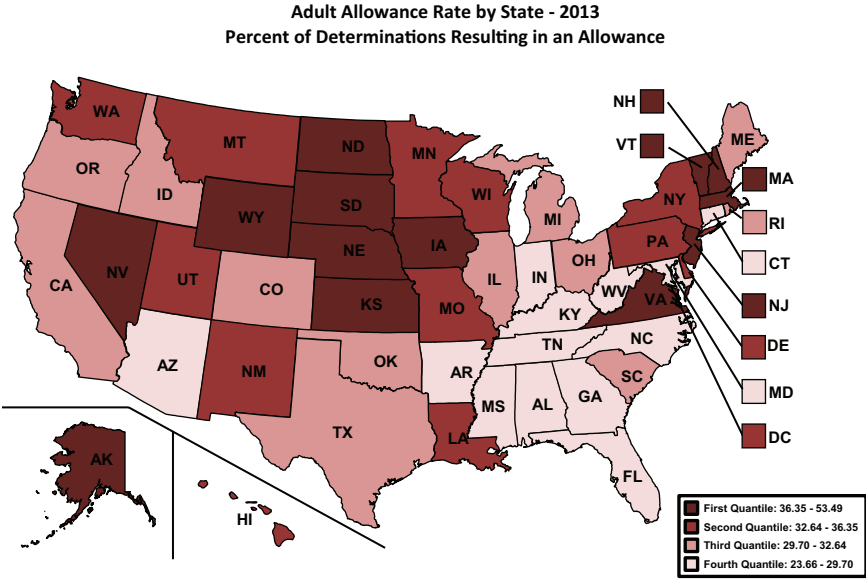 Adult Allowance Rate by State - 2013
Percent of Determinations Resulting in an Allowance
NH
WA
VT
ME
MT
ND
MN
OR
MA
ID
WI
NY
SD
WY
MI
RI
PA
IA
NE
CT
NV
OH
IN
UT
IL
CA
CO
WV
VA
NJ
KS
MO
KY
NC
TN
DE
AZ
OK
NM
AR
SC
MD
MS
AL
GA
TX
LA
DC
AK
FL
HI
First Quantile: 36.35 - 53.49
Second Quantile: 32.64 - 36.35
Third Quantile: 29.70 - 32.64
Fourth Quantile: 23.66 - 29.70